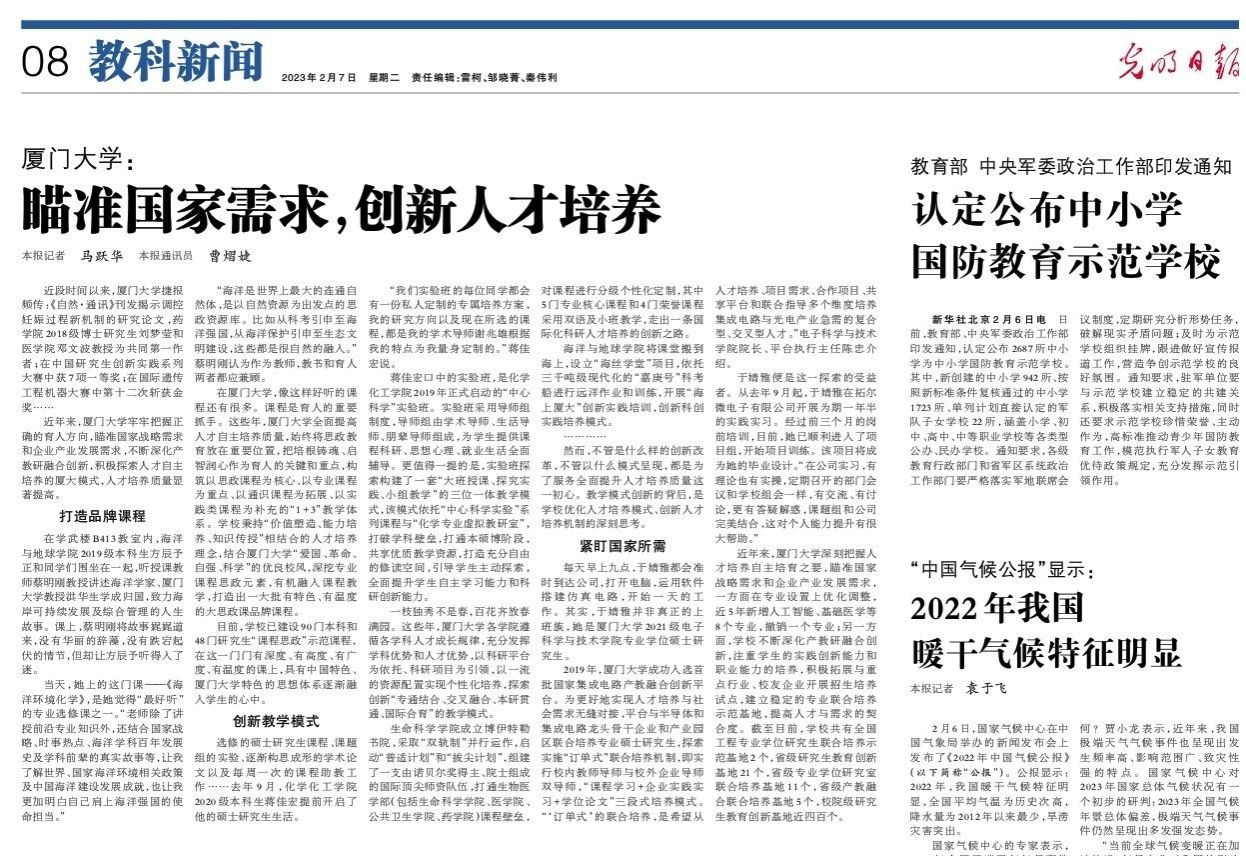 08 教科新闻
2023年2月7日 星期二 责任编辑:雷柯、邹晓菁、秦伟利
光明日报
厦门大学:
瞄准国家需求,创新人才培养
本报记者 马跃华 本报通讯员 曹熠婕
近段时间以来,厦门大学捷报
频传:《自然·通讯》刊发揭示调控
妊娠过程新机制的研究论文,药
学院2018级博士研究生刘梦莹和
医学院邓文波教授为共同第一作
者;在中国研究生创新实践系列
大赛中获7项一等奖;在国际遗传
工程机器大赛中第十二次斩获金
奖……
近年来,厦门大学牢牢把握正
确的育人方向,瞄准国家战略需求
和企业产业发展需求,不断深化产
教研融合创新,积极探索人才自主
培养的厦大模式,人才培养质量显
著提高。
打造品牌课程
在学武楼B413教室内,海洋
与地球学院2019级本科生方辰予
正和同学们围坐在一起,听授课教
师蔡明刚教授讲述海洋学家、厦门
大学教授洪华生学成归国,致力海
岸可持续发展及综合管理的人生
故事。课上,蔡明刚将故事娓娓道
来,没有华丽的辞藻,没有跌宕起
伏的情节,但却让方辰予听得入了
迷。
当天,她上的这门课——《海
洋环境化学》,是她觉得“最好听”
的专业选修课之一。“老师除了讲
授前沿专业知识外,还结合国家战
略、时事热点、海洋学科百年发展
史及学科前辈的真实故事等,让我
了解世界、国家海洋环境相关政策
及中国海洋建设发展成就,也让我
更加明白自己肩上海洋强国的使
命担当。”
“海洋是世界上最大的连通自
然体,是以自然资源为出发点的思
政资源库。比如从科考引申至海
洋强国,从海洋保护引申至生态文
明建设,这些都是很自然的融入。”
蔡明刚认为作为教师,教书和育人
两者都应兼顾。
在厦门大学,像这样好听的课
程还有很多。课程是育人的重要
抓手。这些年,厦门大学全面提高
人才自主培养质量,始终将思政教
育放在重要位置,把培根铸魂、启
智润心作为育人的关键和重点,构
筑以思政课程为核心、以专业课程
为重点、以通识课程为拓展、以实
践类课程为补充的“1+3”教学体
系。学校秉持“价值塑造、能力培
养、知识传授”相结合的人才培养
理念,结合厦门大学“爱国、革命、
自强、科学”的优良校风,深挖专业
课程思政元素,有机融入课程教
学,打造出一大批有特色、有温度
的大思政课品牌课程。
目前,学校已建设90门本科和
48门研究生“课程思政”示范课程,
在这一门门有深度、有高度、有广
度、有温度的课上,具有中国特色、
厦门大学特色的思想体系逐渐融
入学生的心中。
创新教学模式
选修的硕士研究生课程、课题
组的实验、逐渐构思成形的学术论
文以及每周一次的课程助教工
作……去年9月,化学化工学院
2020级本科生蒋佳宏提前开启了
他的硕士研究生生活。
“我们实验班的每位同学都会
有一份私人定制的专属培养方案,
我的研究方向以及现在所选的课
程,都是我的学术导师谢兆雄根据
我的特点为我量身定制的。”蒋佳
宏说。
蒋佳宏口中的实验班,是化学
化工学院2019年正式启动的“中心
科学”实验班。实验班采用导师组
制度,导师组由学术导师、生活导
师、朋辈导师组成,为学生提供课
程科研、思想心理、就业生活全面
辅导。更值得一提的是,实验班探
索构建了一套“大班授课、探究实
践、小组教学”的三位一体教学模
式,该模式依托“中心科学实验”系
列课程与“化学专业虚拟教研室”,
打破学科壁垒,打通本硕博阶段,
共享优质教学资源,打造充分自由
的修读空间,引导学生主动探索,
全面提升学生自主学习能力和科
研创新能力。
一枝独秀不是春,百花齐放春
满园。这些年,厦门大学各学院遵
循各学科人才成长规律,充分发挥
学科优势和人才优势,以科研平台
为依托、科研项目为引领,以一流
的资源配置实现个性化培养,探索
创新“专通结合、交叉融合、本研贯
通、国际合育”的教学模式。
生命科学学院成立博伊特勒
书院,采取“双轨制”并行运作,启
动“普适计划”和“拔尖计划”,组建
了一支由诺贝尔奖得主、院士组成
的国际顶尖师资队伍,打通生物医
学部(包括生命科学学院、医学院、
公共卫生学院、药学院)课程壁垒,
对课程进行分级个性化定制,其中
5门专业核心课程和4门荣誉课程
采用双语及小班教学,走出一条国
际化科研人才培养的创新之路。
海洋与地球学院将课堂搬到
海上,设立“海丝学堂”项目,依托
三千吨级现代化的“嘉庚号”科考
船进行远洋作业和训练,开展“海
上厦大”创新实践培训,创新科创
实践培养模式。
…………
然而,不管是什么样的创新改
革,不管以什么模式呈现,都是为
了服务全面提升人才培养质量这
一初心。教学模式创新的背后,是
学校优化人才培养模式、创新人才
培养机制的深刻思考。
紧盯国家所需
每天早上九点,于婧雅都会准
时到达公司,打开电脑,运用软件
搭建仿真电路,开始一天的工
作。其实,于婧雅并非真正的上
班族,她是厦门大学2021级电子
科学与技术学院专业学位硕士研
究生。
2019年,厦门大学成功入选首
批国家集成电路产教融合创新平
台。为更好地实现人才培养与社
会需求无缝对接,平台与半导体和
集成电路龙头骨干企业和产业园
区联合培养专业硕士研究生,探索
实施“订单式”联合培养机制,即实
行校内教师导师与校外企业导师
双导师,“课程学习+企业实践实
习+学位论文”三段式培养模式。
“‘订单式’的联合培养,是希望从
人才培养、项目需求、合作项目、共
享平台和联合指导多个维度培养
集成电路与光电产业急需的复合
型、交叉型人才。”电子科学与技术
学院院长、平台执行主任陈忠介
绍。
于婧雅便是这一探索的受益
者。从去年9月起,于婧雅在拓尔
微电子有限公司开展为期一年半
的实践实习。经过前三个月的岗
前培训,目前,她已顺利进入了项
目组,开始项目训练。该项目将成
为她的毕业设计。“在公司实习,有
理论也有实操,定期召开的部门会
议和学校组会一样,有交流、有讨
论,更有答疑解惑,课题组和公司
完美结合,这对个人能力提升有很
大帮助。”
近年来,厦门大学深刻把握人
才培养自主培育之要,瞄准国家
战略需求和企业产业发展需求,
一方面在专业设置上优化调整,
近5年新增人工智能、基础医学等
8个专业,撤销一个专业;另一方
面,学校不断深化产教研融合创
新,注重学生的实践创新能力和
职业能力的培养,积极拓展与重
点行业、校友企业开展招生培养
试点,建立稳定的专业联合培养
示范基地,提高人才与需求的契
合度。截至目前,学校共有全国
工程专业学位研究生联合培养示
范基地2个,省级研究生教育创新
基地21个,省级专业学位研究室
联合培养基地11个,省级产教融
合联合培养基地5个,校院级研究
生教育创新基地近四百个。
教育部 中央军委政治工作部印发通知
认定公布中小学
国防教育示范学校
新华社北京2月6日电 日
前,教育部、中央军委政治工作部
印发通知,认定公布2687所中小
学为中小学国防教育示范学校。
其中,新创建的中小学942所、按
照新标准条件复核通过的中小学
1723所、单列计划直接认定的军
队子女学校22所,涵盖小学、初
中、高中、中等职业学校等各类型
公办、民办学校。通知要求,各级
教育行政部门和省军区系统政治
工作部门要严格落实军地联席会
议制度,定期研究分析形势任务,
破解现实矛盾问题;及时为示范
学校组织挂牌,跟进做好宣传报
道工作,营造争创示范学校的良
好氛围。通知要求,驻军单位要
与示范学校建立稳定的共建关
系,积极落实相关支持措施,同时
还要求示范学校珍惜荣誉、主动
作为,高标准推动青少年国防教
育工作,模范执行军人子女教育
优待政策规定,充分发挥示范引
领作用。
“中国气候公报”显示:
2022年我国
暖干气候特征明显
本报记者 袁于飞
2月6日,国家气候中心在中
国气象局举办的新闻发布会上
发布了《2022年中国气候公报》
(以下简称“公报”)。公报显示:
2022年,我国暖干气候特征明
显,全国平均气温为历史次高,
降水量为2012年以来最少,旱涝
灾害突出。
国家气候中心的专家表示,
何?贾小龙表示,近年来,我国
极端天气气候事件也呈现出发
生频率高、影响范围广、致灾性
强的特点。国家气候中心对
2023年国家总体气候状况有一
个初步的研判:2023年全国气候
年景总体偏差,极端天气气候事
件仍然呈现出多发强发态势。
“当前全球气候变暖正在加